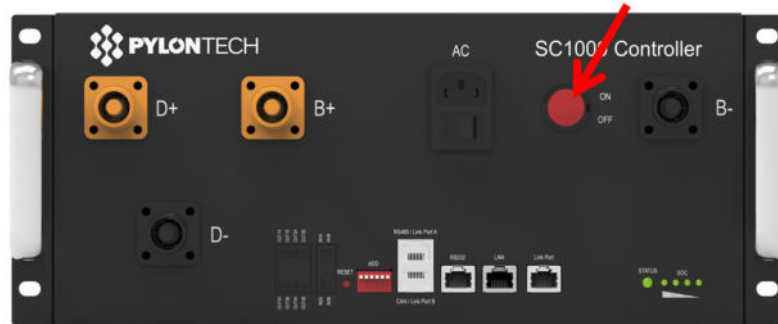 PYLONTECH
AC
SC1000 Controller
D+
B+
ON
OFF
B-
D-
RS485 / Link Port A
ADD
RS232
LAN
Link Port
RESET
CAN / Link Port B
STATUS
SOC